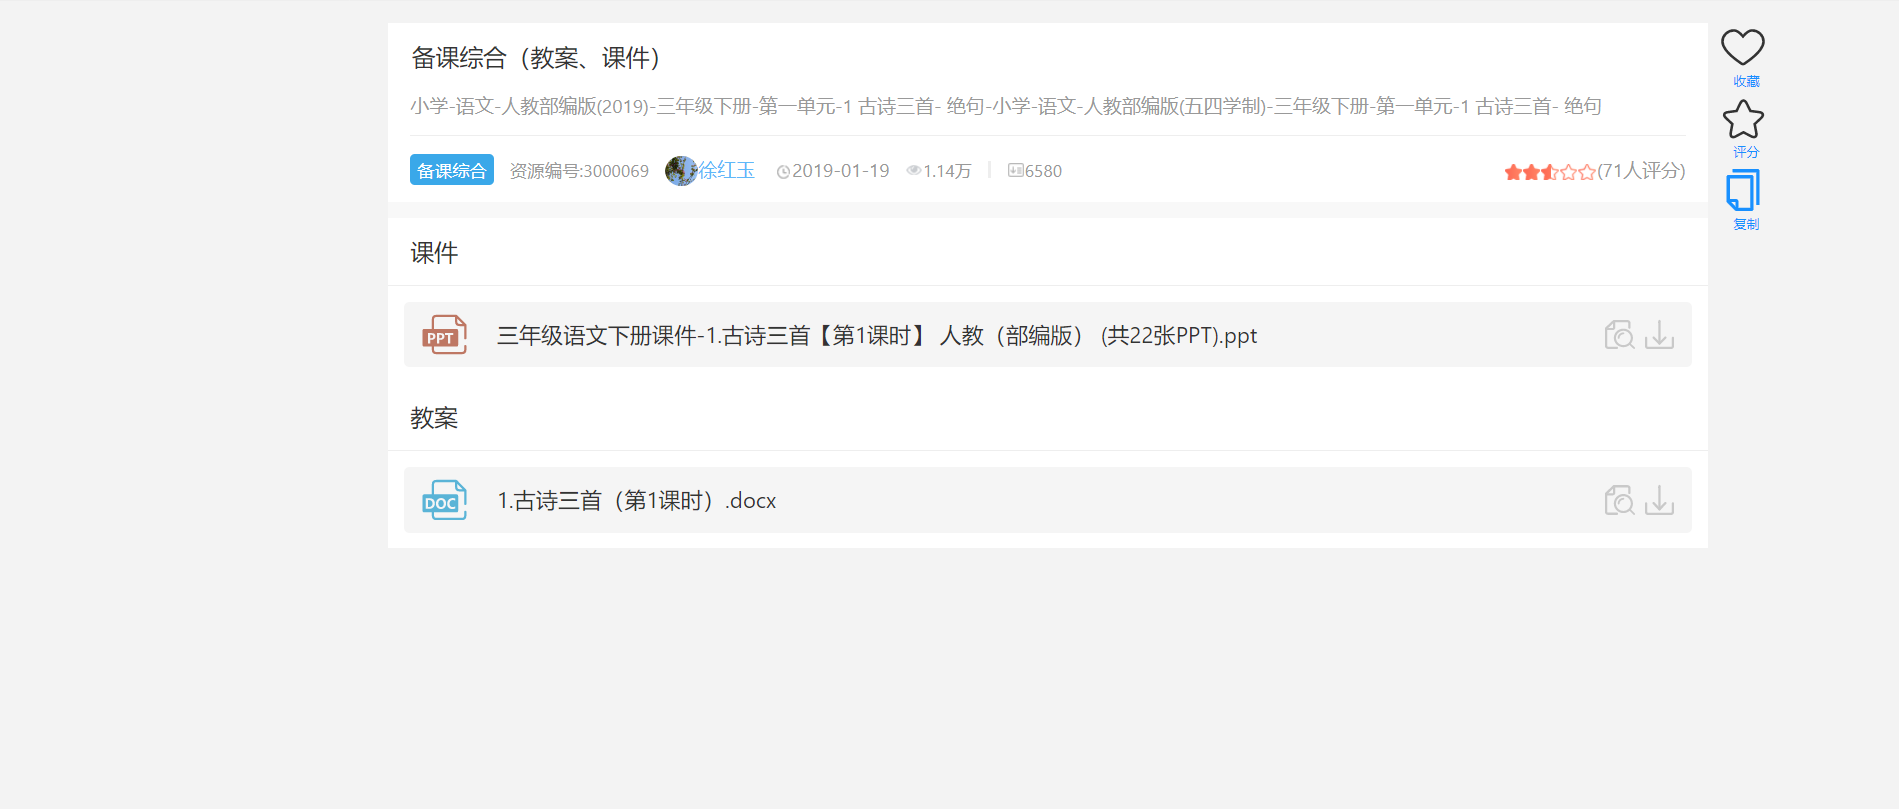 备课综合（教案、课件）
收藏
小学-语文-人教部编版(2019)-三年级下册-第一单元-1 古诗三首- 绝句-小学-语文-人教部编版(五四学制)-三年级下册-第一单元-1 古诗三首- 绝句
评分
备课综合 资源编号:3000069 徐红玉 2019-01-19 1.14万 6580 (71人评分)
复制
课件
PPT 三年级语文下册课件-1.古诗三首【第1课时】 人教（部编版） (共22张PPT).ppt
教案
DOC 1.古诗三首（第1课时）.docx